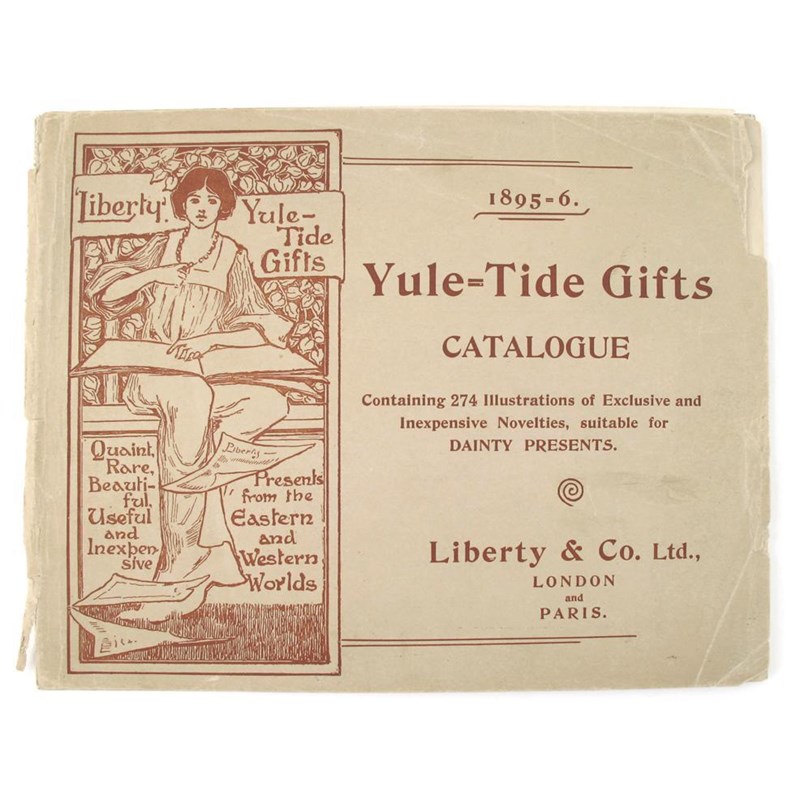 'Liberty'.
Yule-
Tide
Gifts
Quaint,
Rare,
Beauti-
ful,
Useful
and
Inexpen-
sive
Liberty
Presents
from the
Eastern
and
Western
Worlds
1895=6.
Yule=Tide Gifts
CATALOGUE
Containing 274 Illustrations of Exclusive and
Inexpensive Novelties, suitable for
DAINTY PRESENTS.
Liberty & Co. Ltd.,
LONDON
and
PARIS.